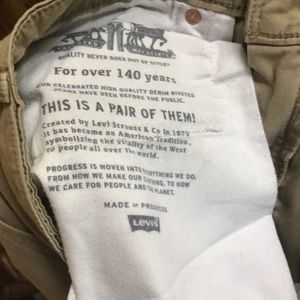 QUALITY NEVER GOES OUT OF STYLE®
For over 140 years
OUR CELEBRATED HIGH QUALITY DENIM RIVETED
JEANS HAVE BEEN BEFORE THE PUBLIC.
THIS IS A PAIR OF THEM!
Created by Levi Strauss & Co In 1873
it has become an American Tradition,
symbolizing the vitality of the West
to people all over the world.
PROGRESS IS WOVEN INTO EVERYTHING WE DO.
FROM HOW WE MAKE OUR CLOTHING, TO HOW
WE CARE FOR PEOPLE AND THE PLANET.
MADE OF PROGRESS
Levi's